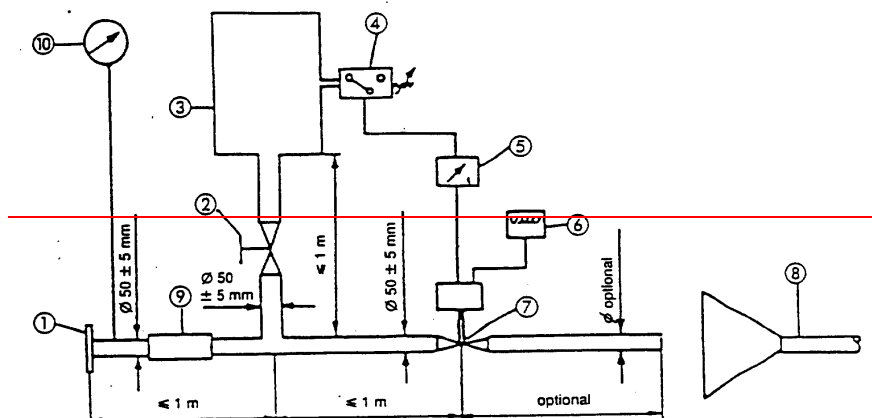 ⑩
④
③
⑤
②
⑥
Ø 50 ± 5 mm
Ø 50
± 5 mm
⩽ 1 m
Ø 50 ± 5 mm
Ø optional
⑧
①
⑨
⑦
⩽ 1 m
⩽ 1 m
optional